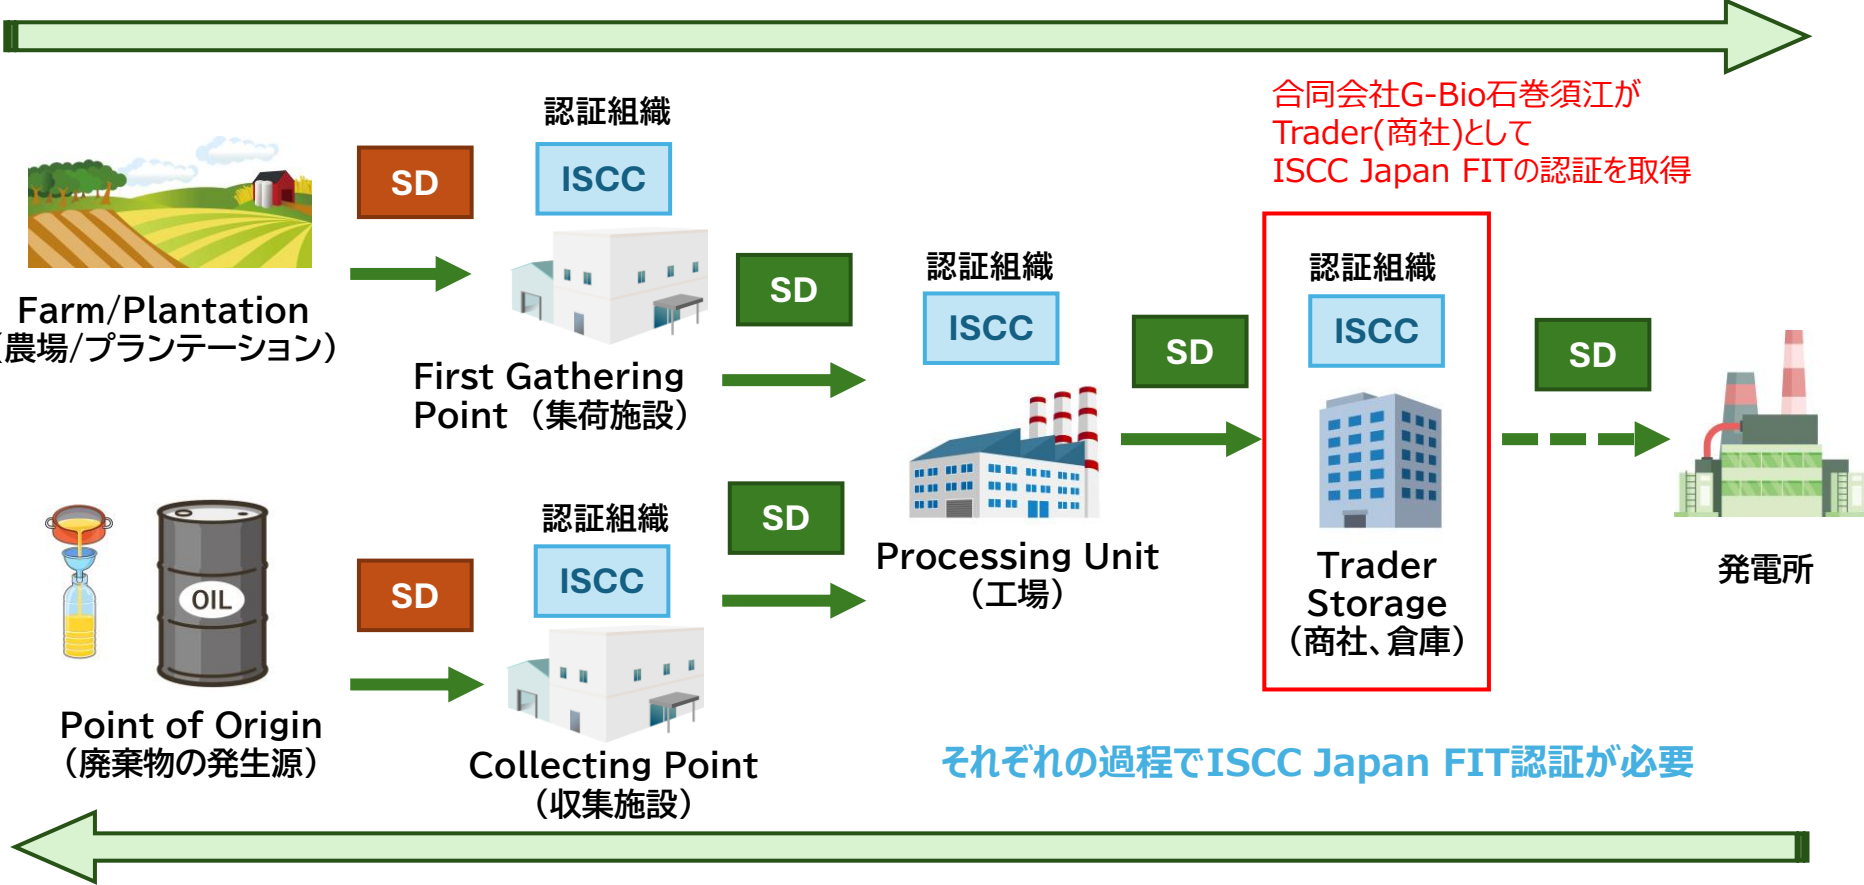 合同会社G-Bio石巻須江が
Trader(商社)として
ISCC Japan FITの認証を取得
認証組織
ISCC
SD
Farm/Plantation
（農場/プランテーション）
First Gathering
Point（集荷施設）
SD
認証組織
ISCC
SD
認証組織
ISCC
SD
OIL
Point of Origin
（廃棄物の発生源）
SD
認証組織
ISCC
Collecting Point
（収集施設）
SD
Processing Unit
（工場）
Trader
Storage
（商社、倉庫）
発電所
それぞれの過程でISCC Japan FIT認証が必要